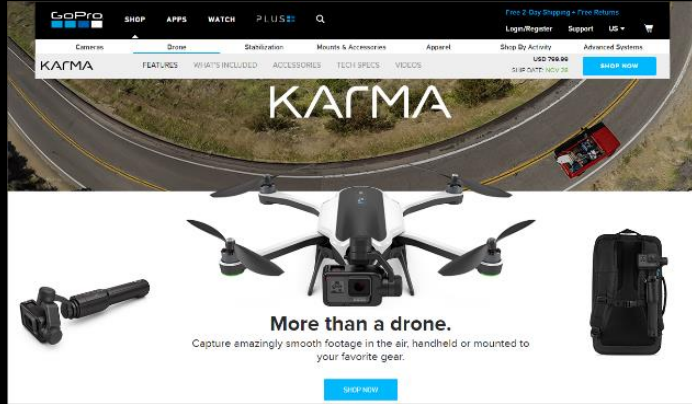 GoPro
SHOP APPS WATCH PLUS
Free 2-Day Shipping + Free Returns
Login/Register Support US
Cameras Drone Stabilization Mounts & Accessories Apparel Shop By Activity Advanced Systems
KARMA FEATURES WHAT'S INCLUDED ACCESSORIES TECH SPECS VIDEOS
USD 799.99
SHIP DATE: NOV 28
SHOP NOW
KARMA
More than a drone.
Capture amazingly smooth footage in the air, handheld or mounted to
your favorite gear.
SHOP NOW